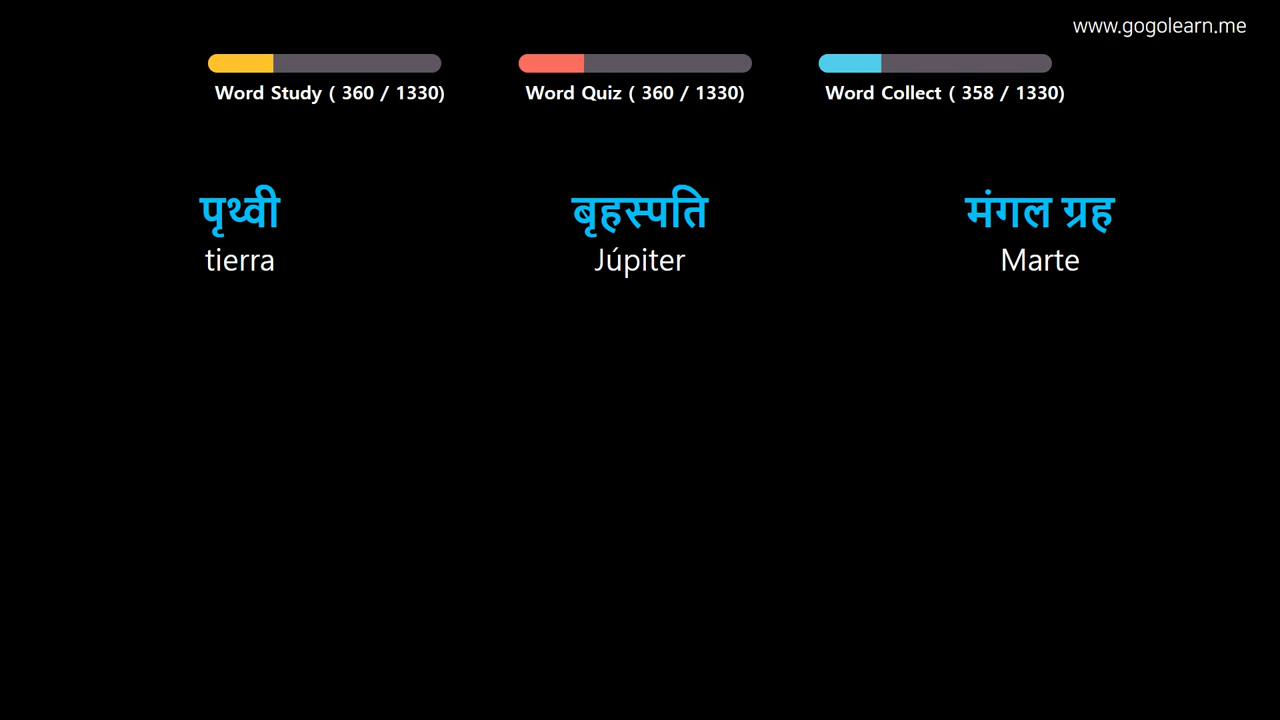 www.gogolearn.me
Word Study ( 360 / 1330)
Word Quiz ( 360 / 1330)
Word Collect ( 358 / 1330)
पृथ्वी
tierra
बृहस्पति
Júpiter
मंगल ग्रह
Marte